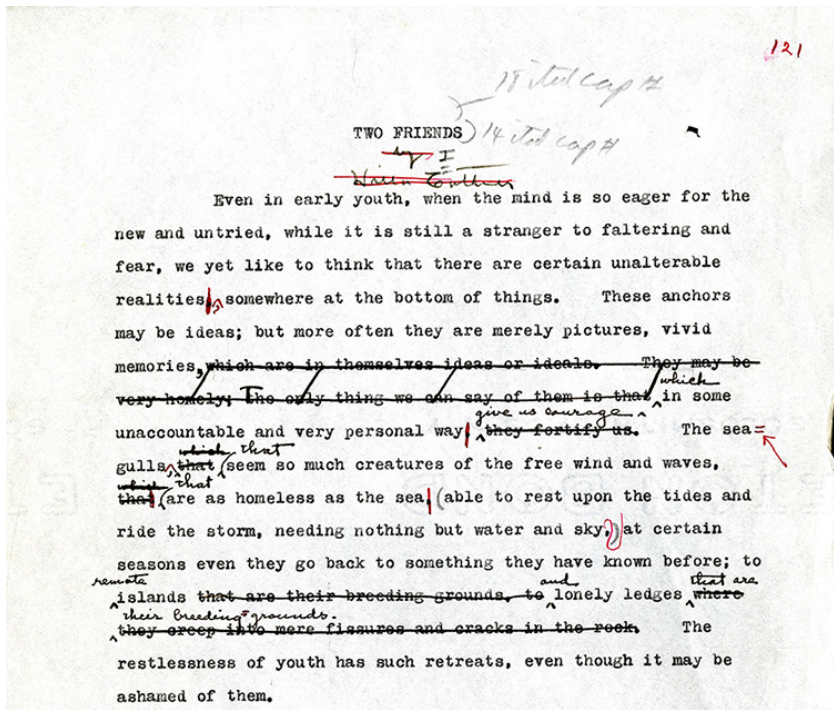 121
18 itcl cap #
TWO FRIENDS) 14 itcl cap #
by I
Willa Cather
Even in early youth, when the mind is so eager for the
new and untried, while it is still a stranger to faltering and
fear, we yet like to think that there are certain unalterable
realities, somewhere at the bottom of things. These anchors
may be ideas; but more often they are merely pictures, vivid
memories, which are in themselves ideas or ideals. They may be
which
very homely; The only thing we can say of them is that in some
give us courage
unaccountable and very personal way they fortify us. The sea=
which that
gulls, that (seem so much creatures of the free wind and waves,
which that
that (are as homeless as the sea, (able to rest upon the tides and
ride the storm, needing nothing but water and sky,) at certain
seasons even they go back to something they have known before; to
remote and that are
islands that are their breeding grounds, to lonely ledges where
their breeding-grounds.
they creep into mere fissures and cracks in the rock. The
restlessness of youth has such retreats, even though it may be
ashamed of them.